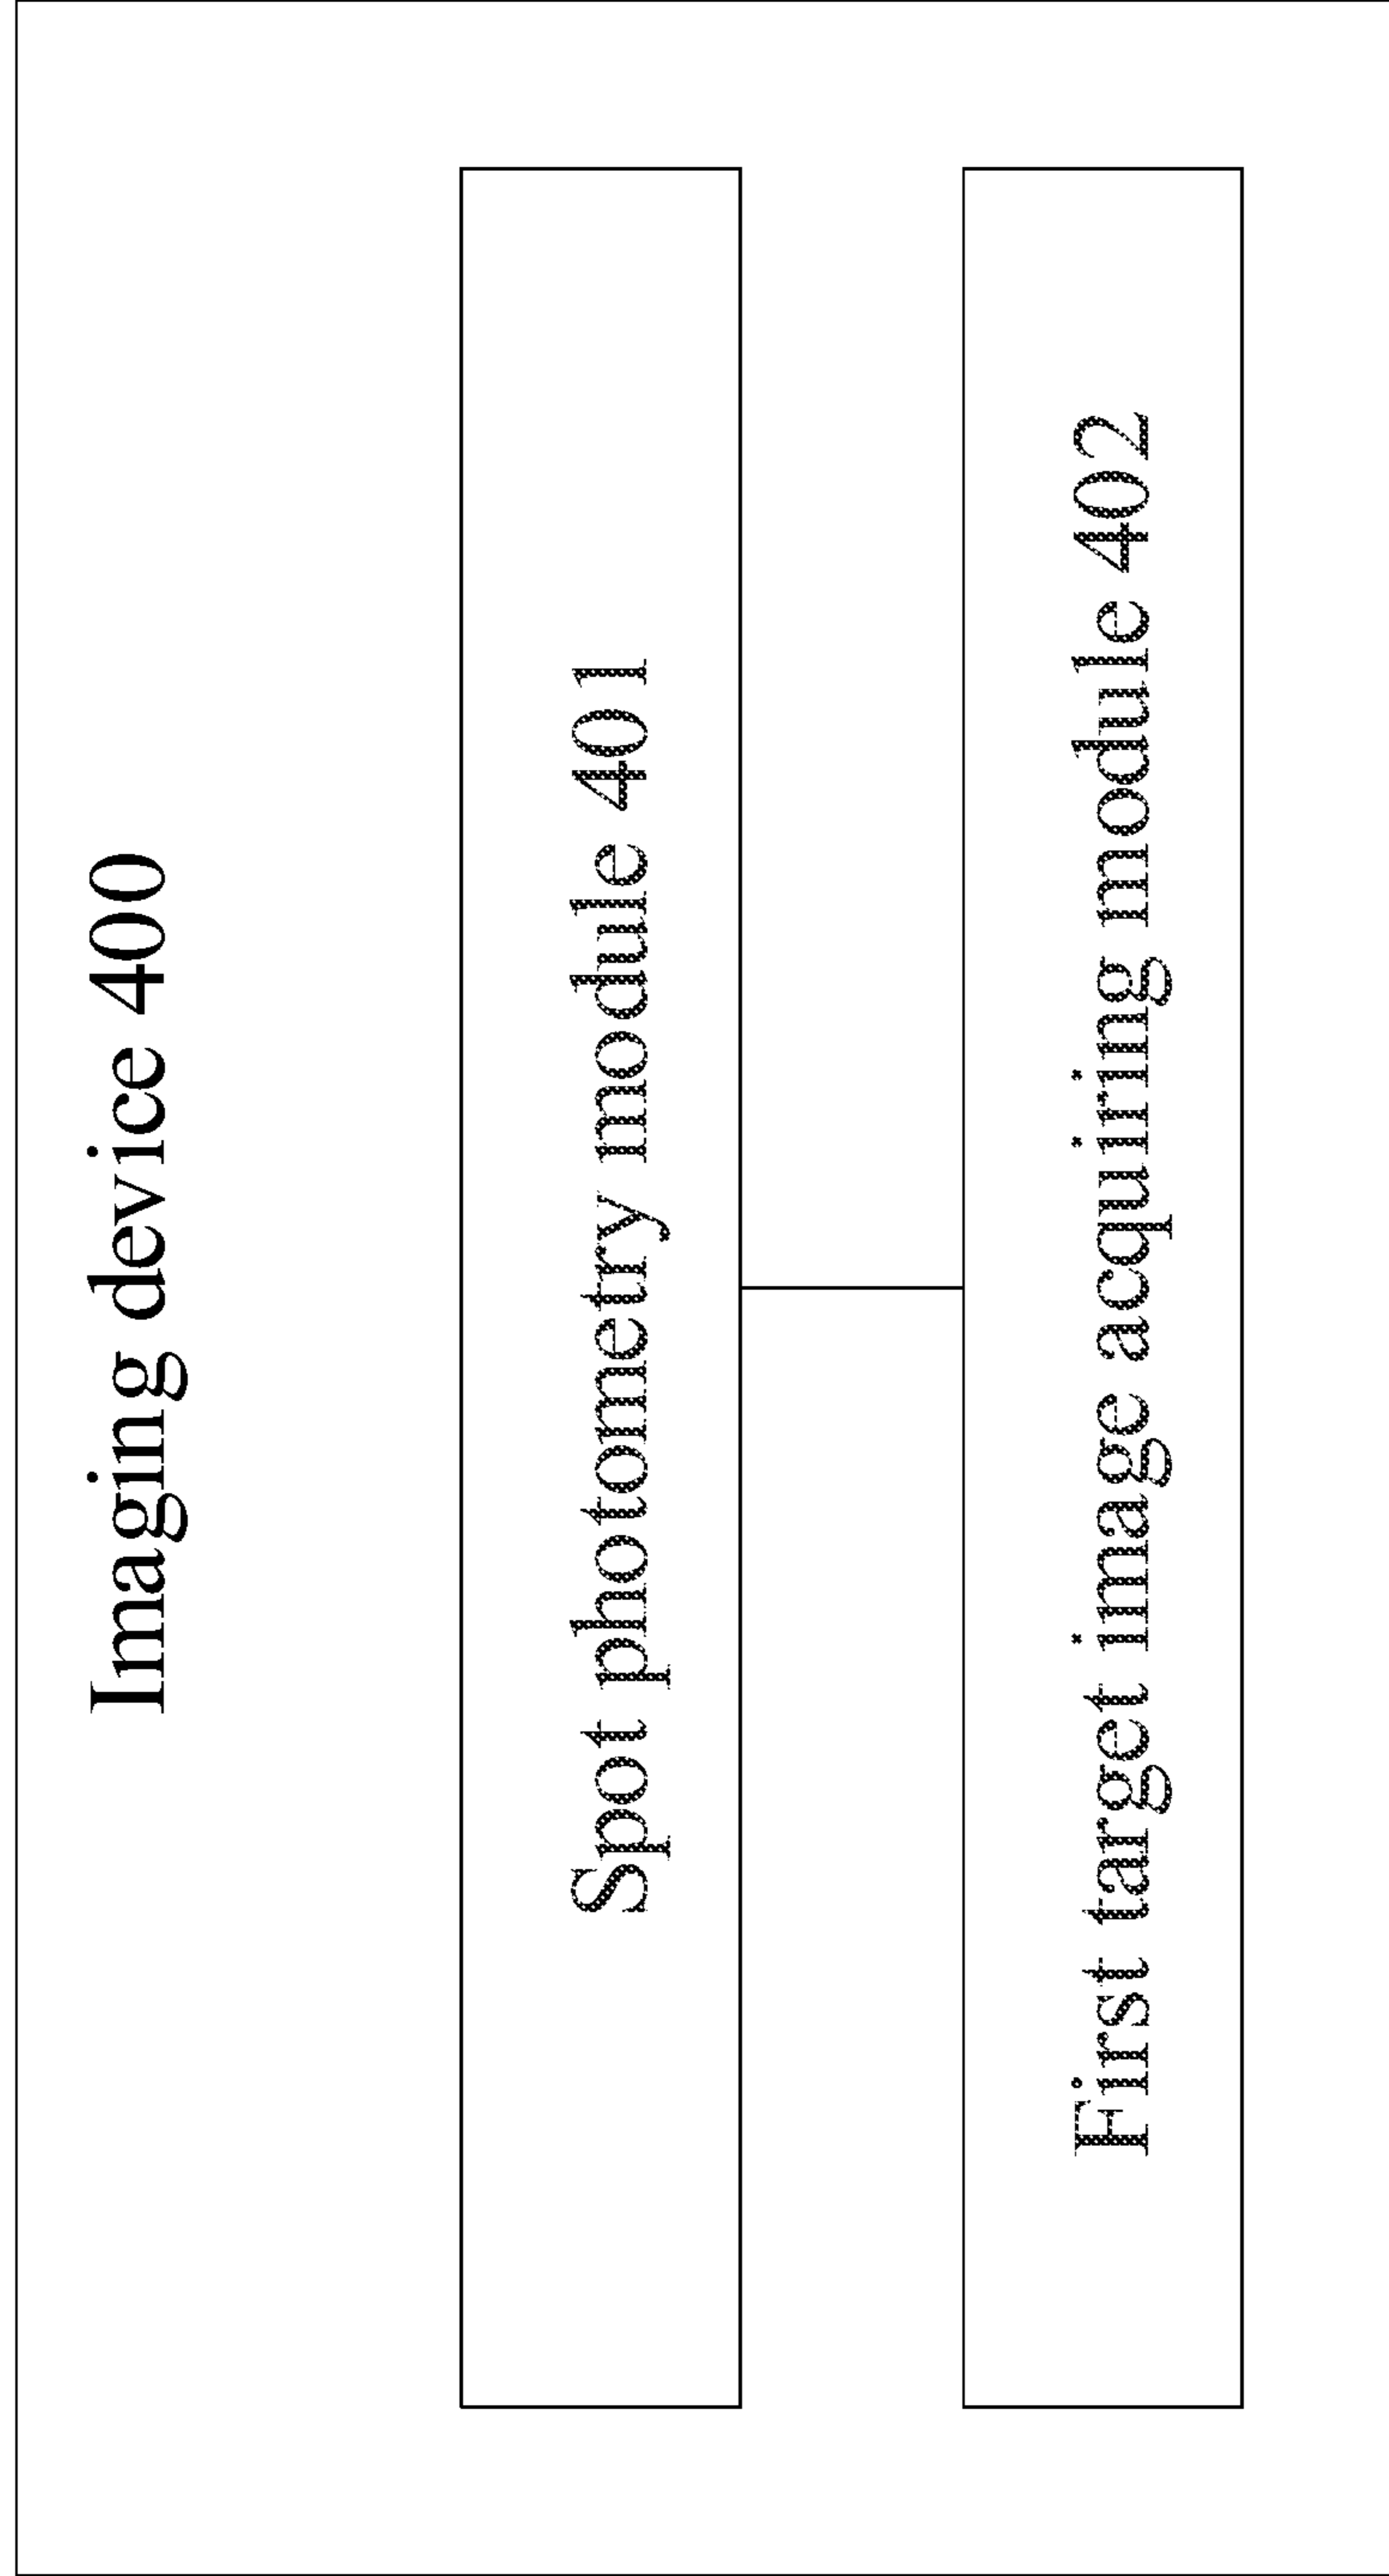 Imaging device 400
Spot photometry module 401
First target image acquiring module 402